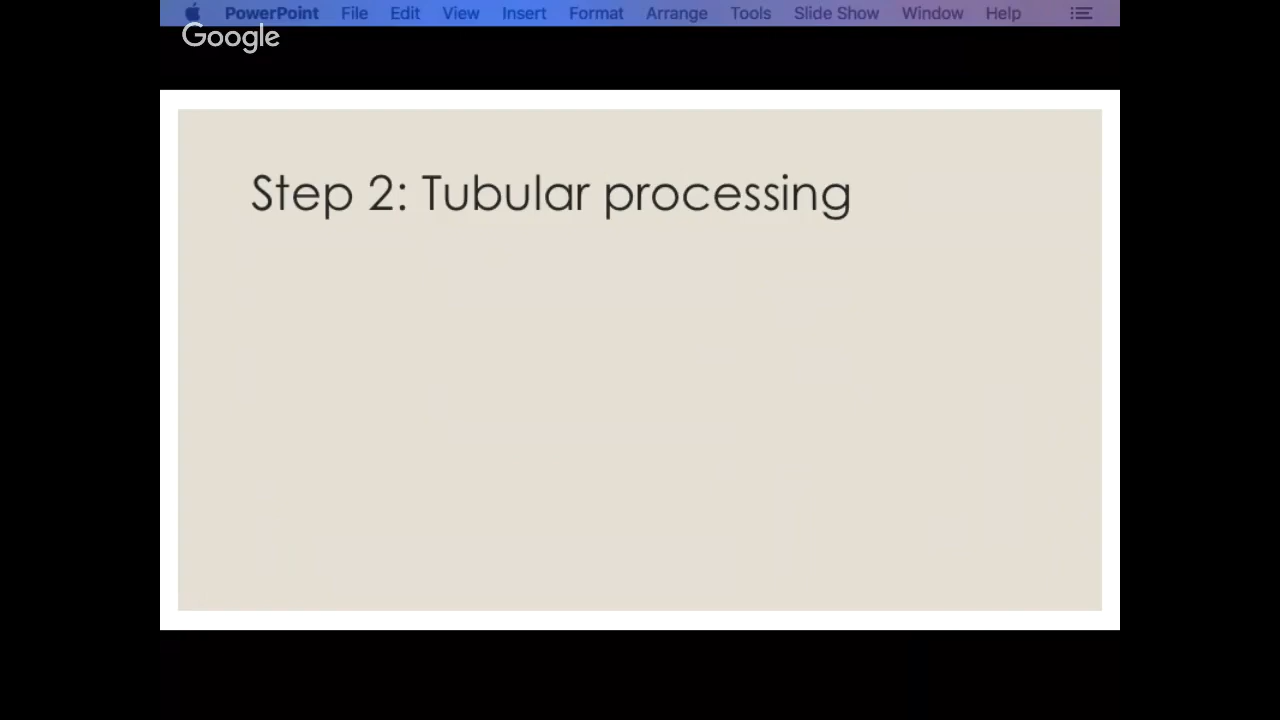 PowerPoint File Edit View Insert Format Arrange Tools Slide Show Window Help
Google
Step 2: Tubular processing